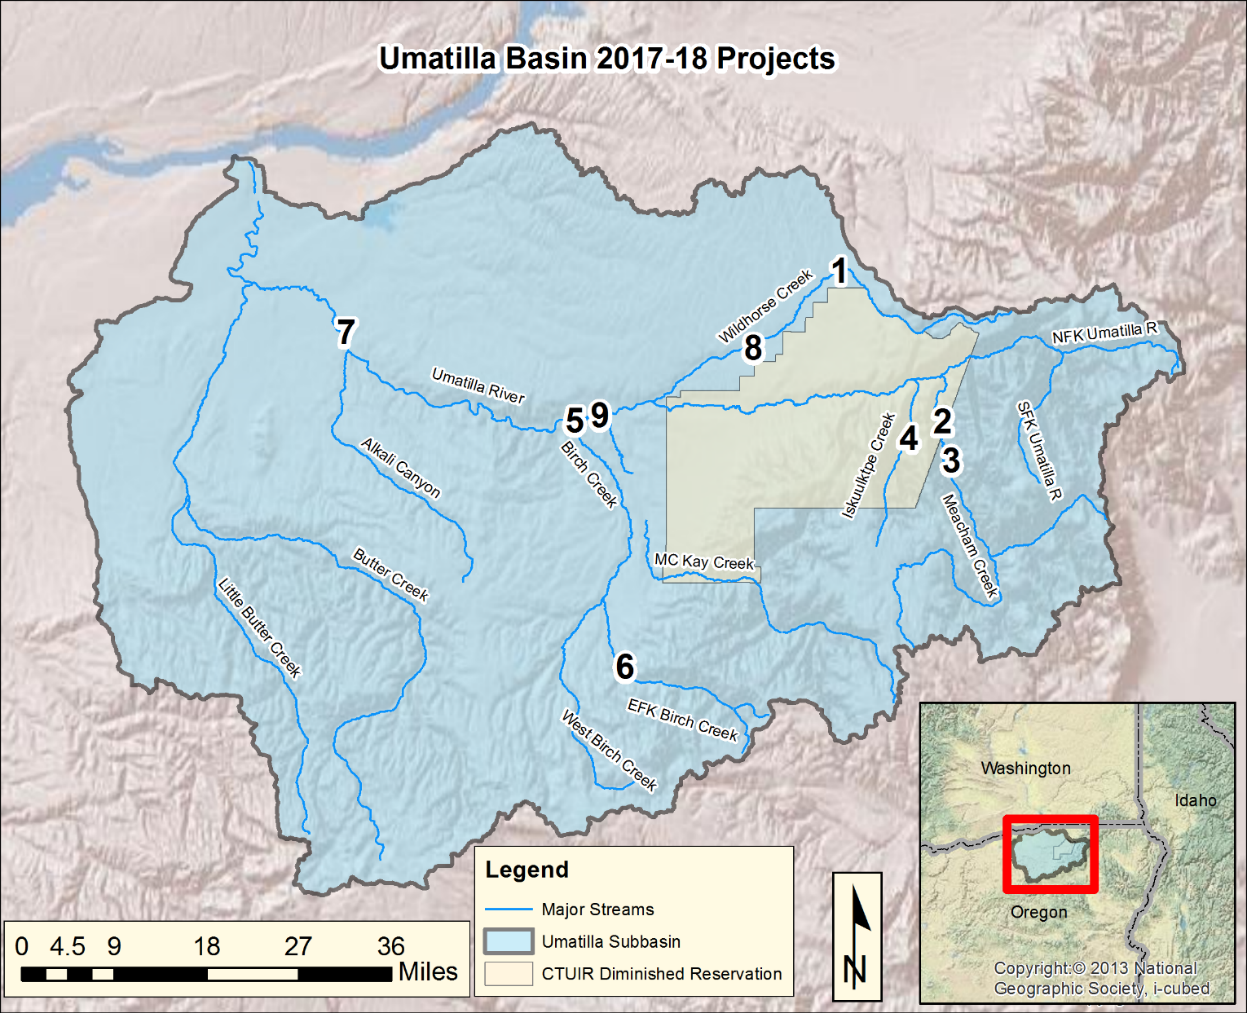 Umatilla Basin 2017-18 Projects
1
Wildhorse Creek
8
7
NFK Umatilla R
Umatilla River
5
9
2
4
3
SFK Umatilla R
Iskuulktpe Creek
Alkali Canyon
Birch Creek
Meacham Creek
MC Kay Creek
Butter Creek
Little Butter Creek
6
EFK Birch Creek
West Birch Creek
Washington
Idaho
Oregon
Copyright:© 2013 National
Geographic Society, i-cubed
Legend
Major Streams
Umatilla Subbasin
CTUIR Diminished Reservation
N
0 4.5 9 18 27 36
Miles